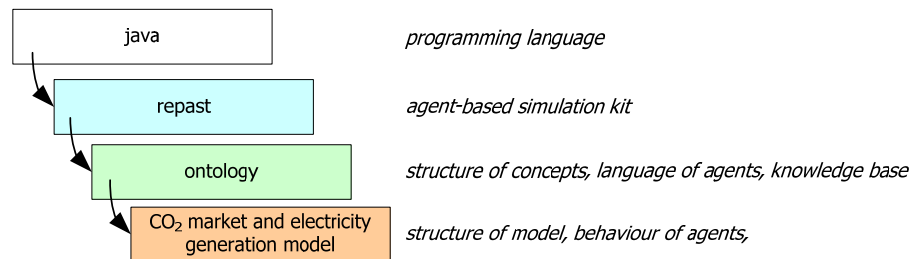 java
programming language
repast
agent-based simulation kit
ontology
structure of concepts, language of agents, knowledge base
CO₂ market and electricity
generation model
structure of model, behaviour of agents,